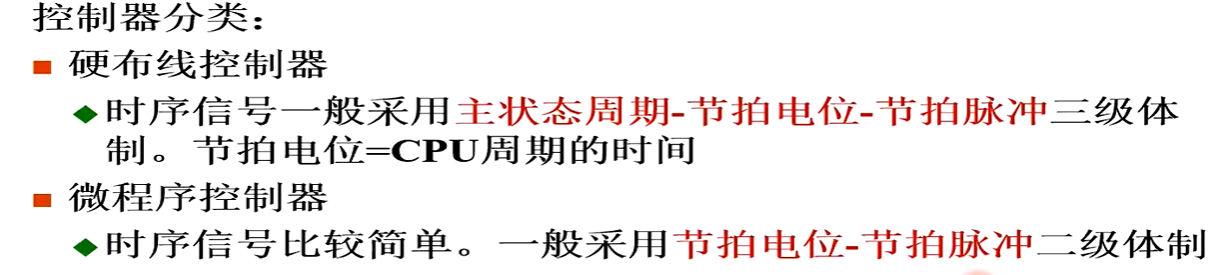 控制器分类：
硬布线控制器
时序信号一般采用主状态周期-节拍电位-节拍脉冲三级体
制。节拍电位=CPU周期的时间
微程序控制器
时序信号比较简单。一般采用节拍电位-节拍脉冲二级体制